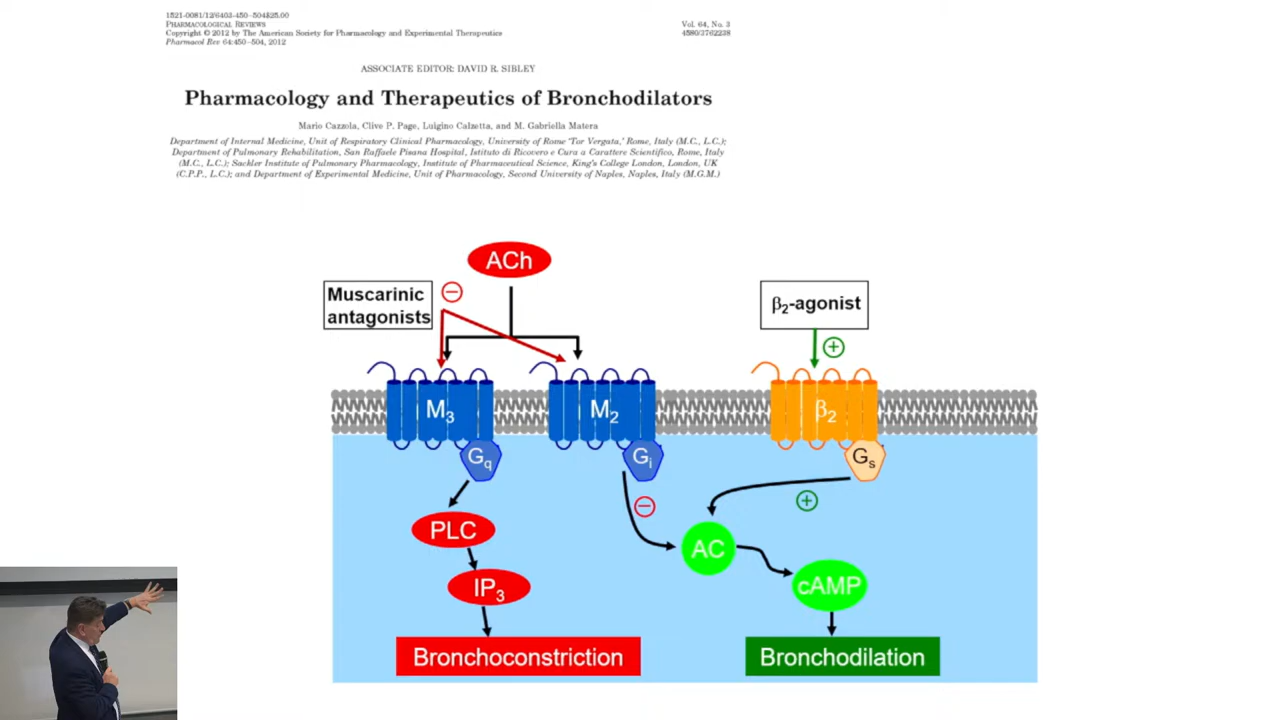 1521-0081/12/6403-450–504$25.00
PHARMACOLOGICAL REVIEWS
Copyright © 2012 by The American Society for Pharmacology and Experimental Therapeutics
Pharmacol Rev 64:450–504, 2012
Vol. 64, No. 3
4580/3762238
ASSOCIATE EDITOR: DAVID R. SIBLEY
Pharmacology and Therapeutics of Bronchodilators
Mario Cazzola, Clive P. Page, Luigino Calzetta, and M. Gabriella Matera
Department of Internal Medicine, Unit of Respiratory Clinical Pharmacology, University of Rome 'Tor Vergata,' Rome, Italy (M.C., L.C.);
Department of Pulmonary Rehabilitation, San Raffaele Pisana Hospital, Istituto di Ricovero e Cura a Carattere Scientifico, Rome, Italy
(M.C., L.C.); Sackler Institute of Pulmonary Pharmacology, Institute of Pharmaceutical Science, King's College London, London, UK
(C.P.P., L.C.); and Department of Experimental Medicine, Unit of Pharmacology, Second University of Naples, Naples, Italy (M.G.M.)
ACh
Muscarinic
antagonists
β2-agonist
M3
M2
β2
Gq
Gi
Gs
PLC
AC
IP3
cAMP
Bronchoconstriction
Bronchodilation